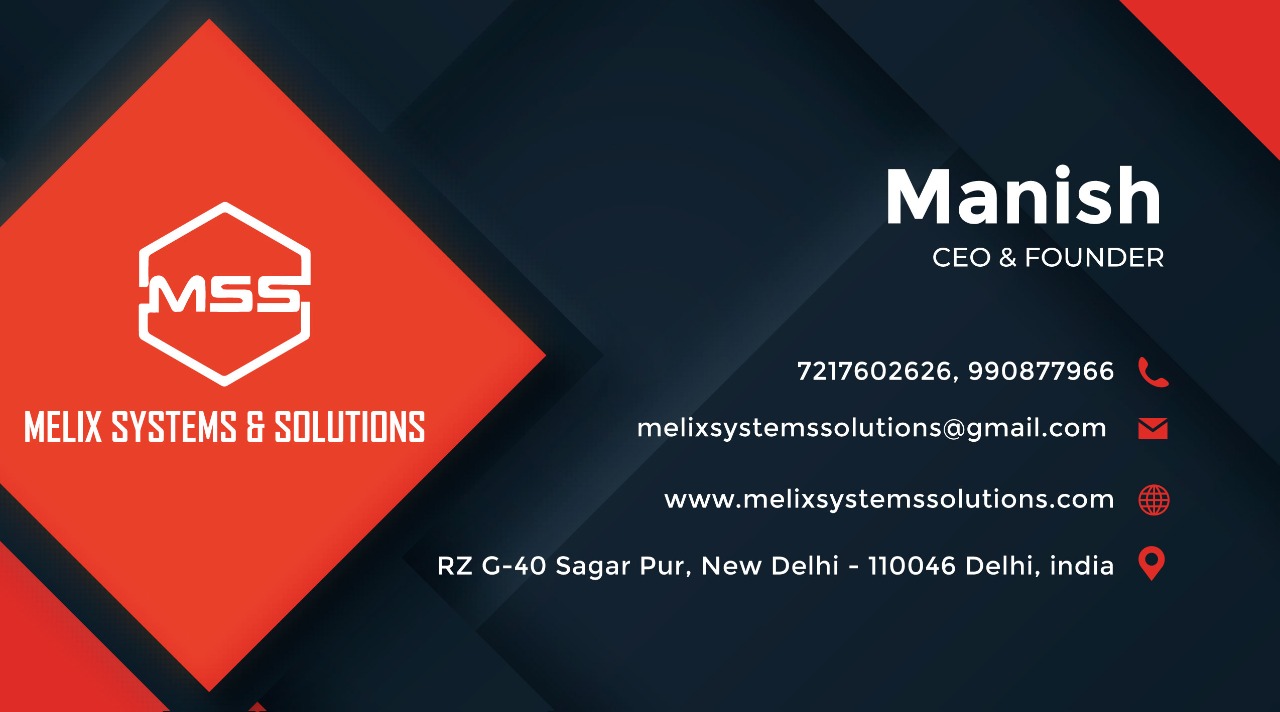 MSS
MELIX SYSTEMS & SOLUTIONS
Manish
CEO & FOUNDER
7217602626, 990877966
melixsystemssolutions@gmail.com
www.melixsystemssolutions.com
RZ G-40 Sagar Pur, New Delhi - 110046 Delhi, india